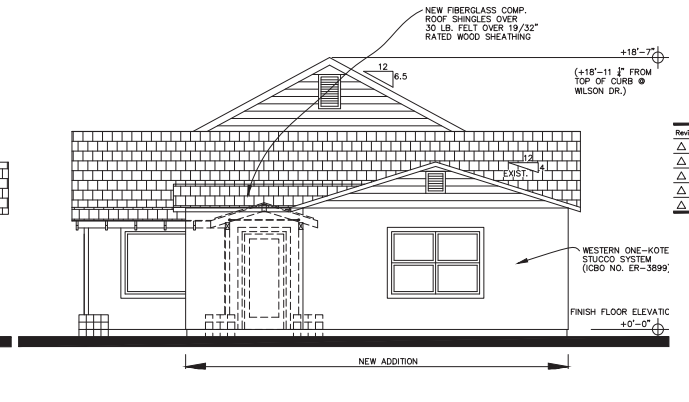 NEW FIBERGLASS COMP.
ROOF SHINGLES OVER
30 LB. FELT OVER 19/32"
RATED WOOD SHEATHING
+18'-7"
12
6.5
(+18'-11 ½" FROM
TOP OF CURB @
WILSON DR.)
Revi
12
4
EXIST.
WESTERN ONE-KOTE
STUCCO SYSTEM
(ICBO NO. ER-3899)
FINISH FLOOR ELEVATIO
+0'-0"
NEW ADDITION